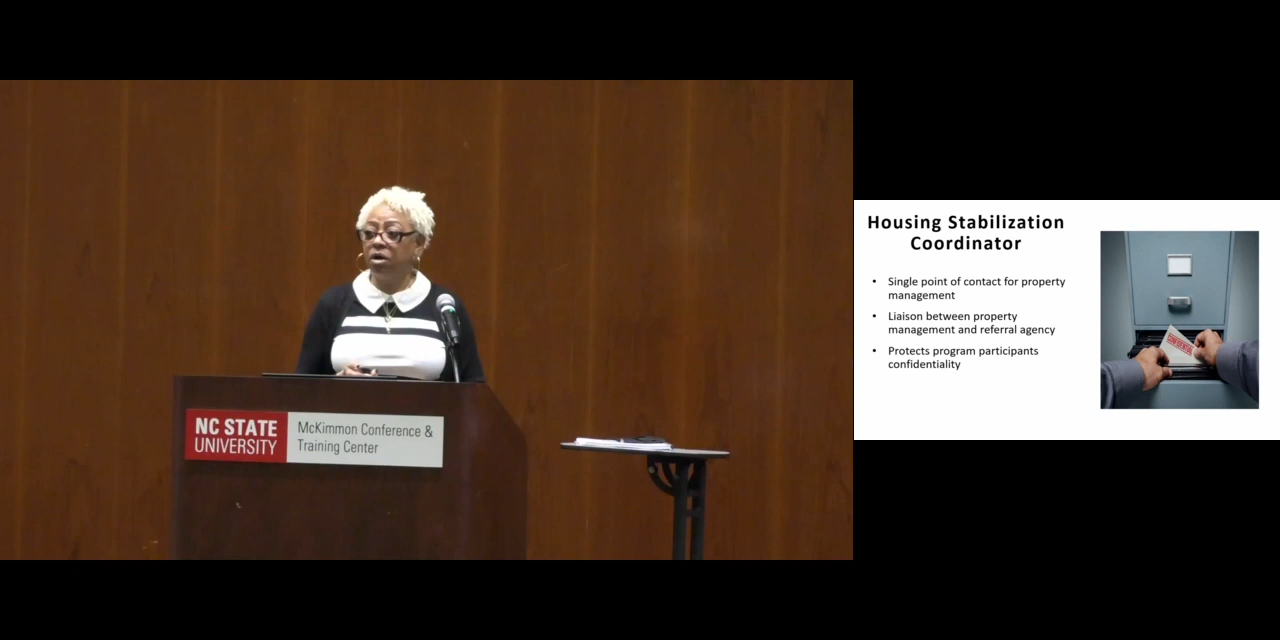 NC STATE
UNIVERSITY
McKimmon Conference &
Training Center
Housing Stabilization
Coordinator
• Single point of contact for property
management
• Liaison between property
management and referral agency
• Protects program participants
confidentiality
CONFIDENTIAL